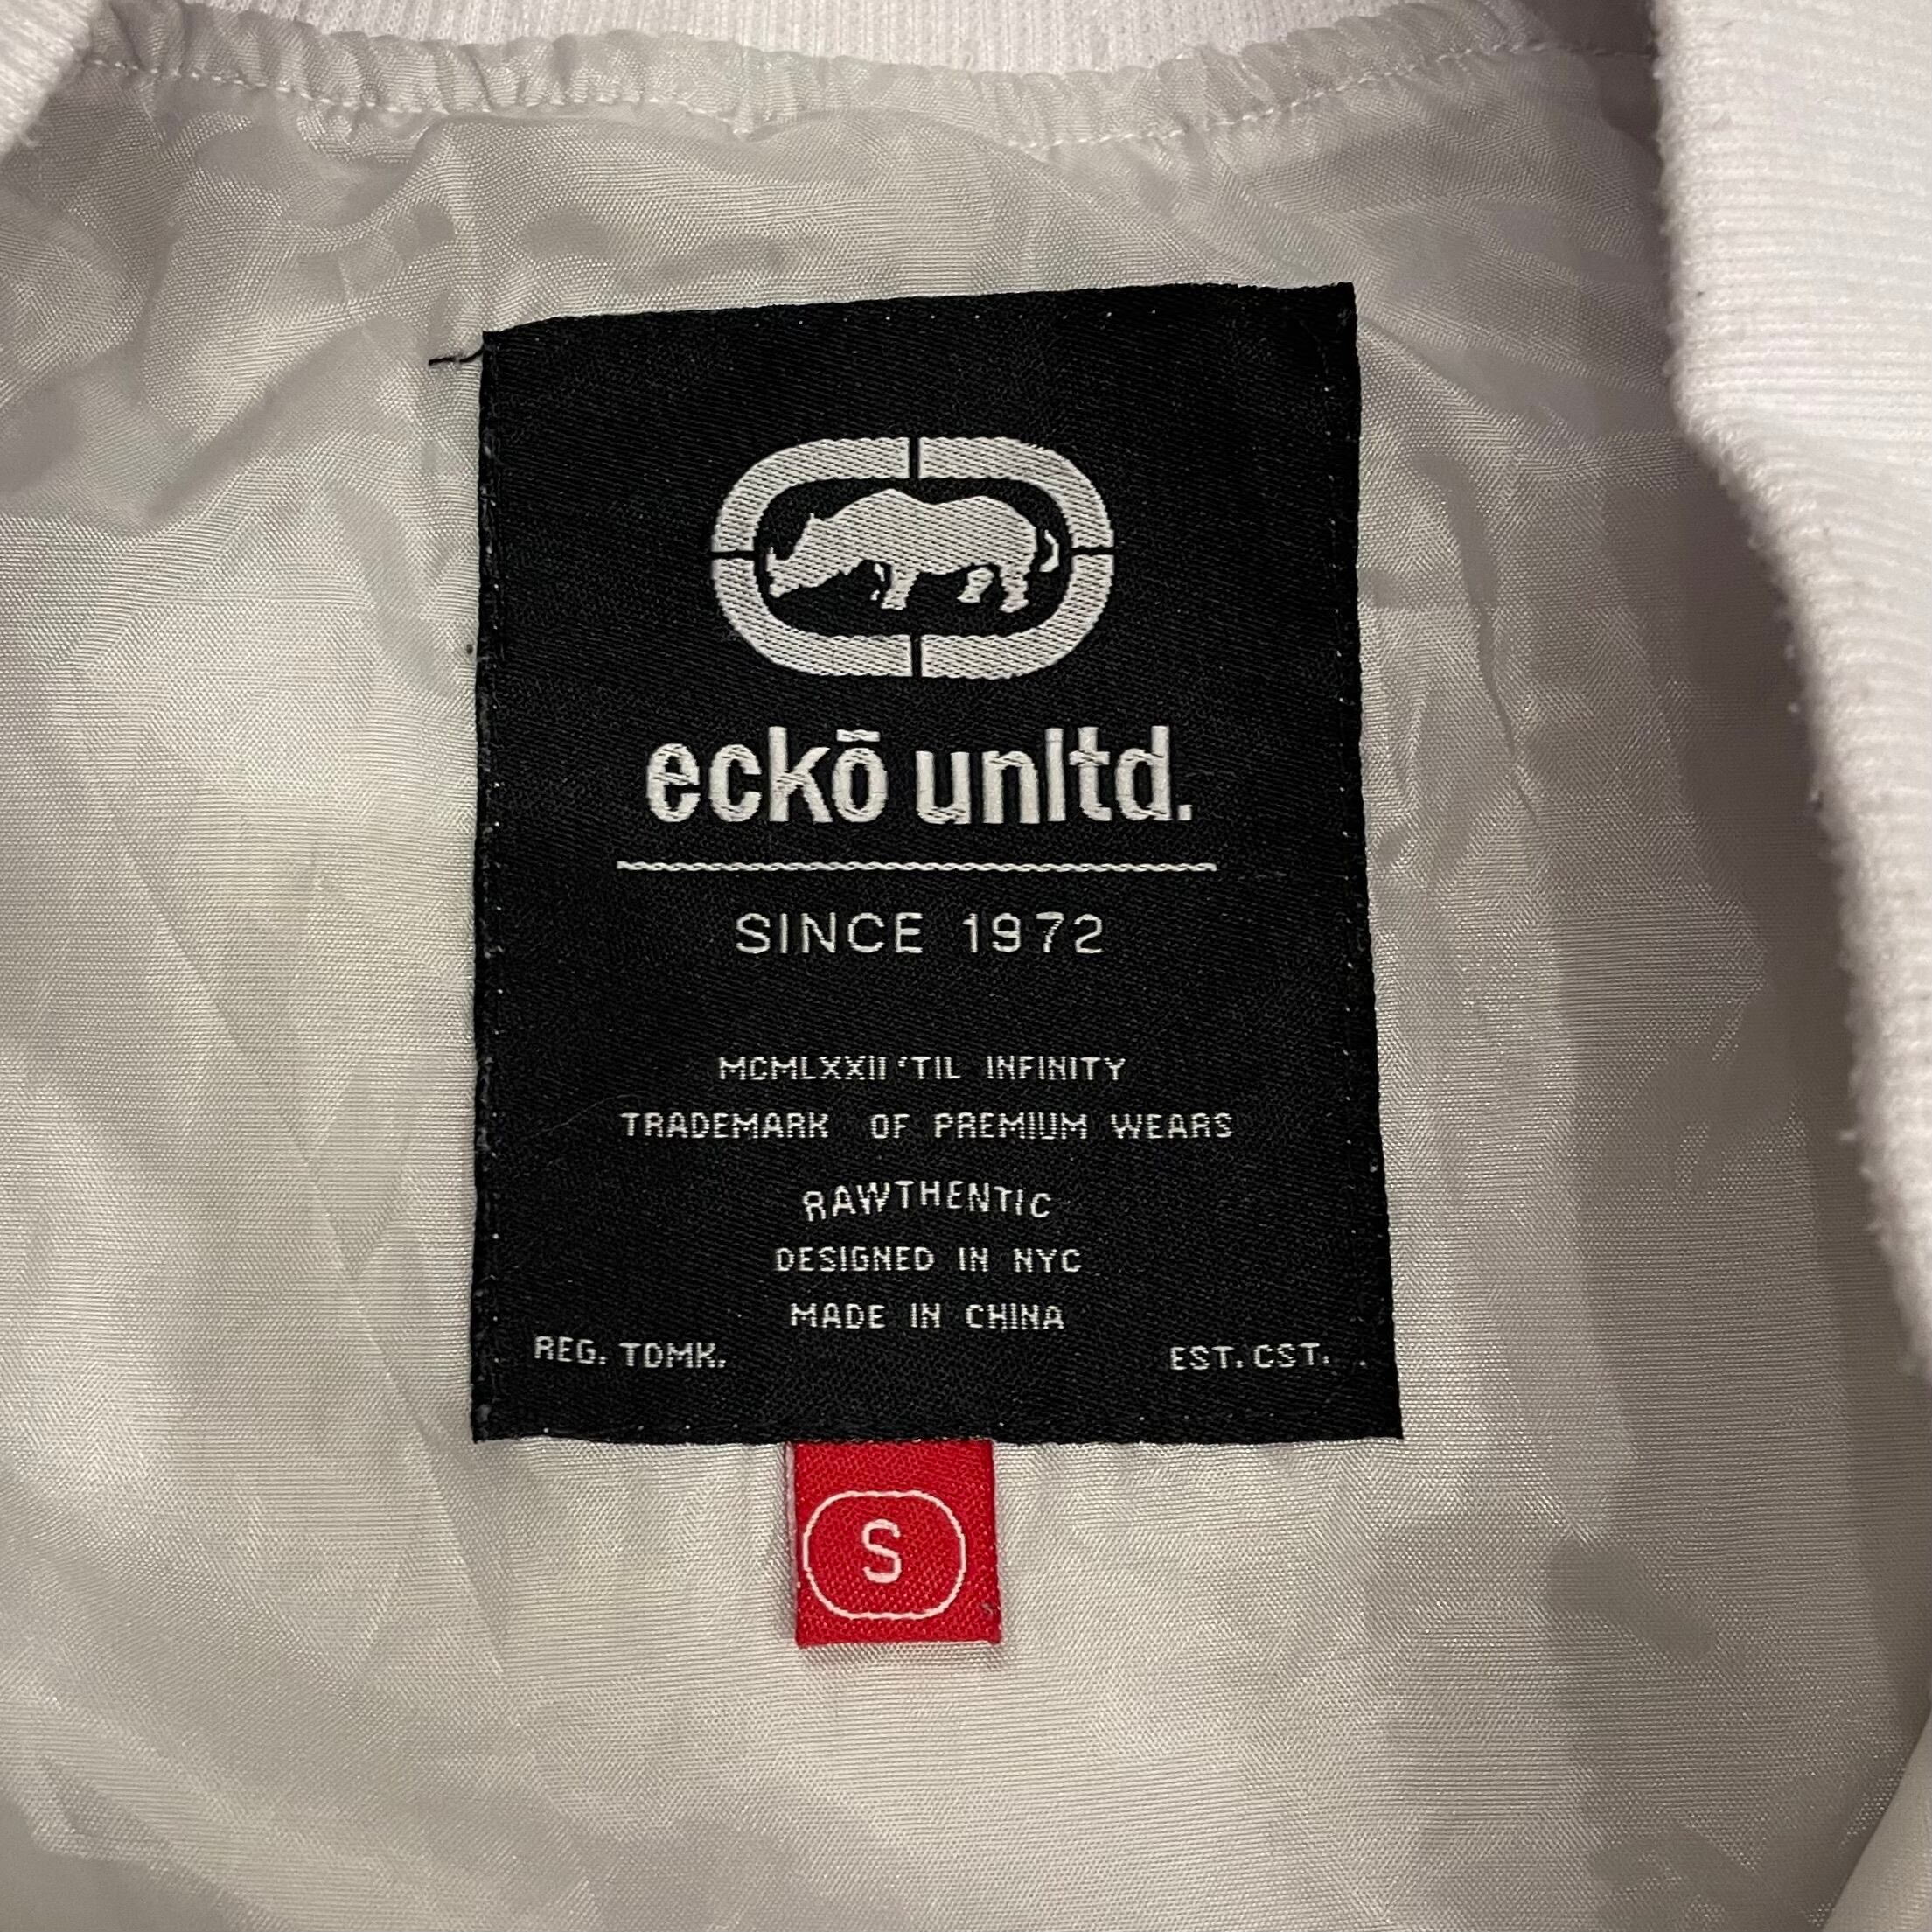 eckō unltd.
SINCE 1972
MCMLXXII 'TIL INFINITY
TRADEMARK OF PREMIUM WEARS
RAWTHENTIC
DESIGNED IN NYC
MADE IN CHINA
REG. TDMK. EST. CST.
S